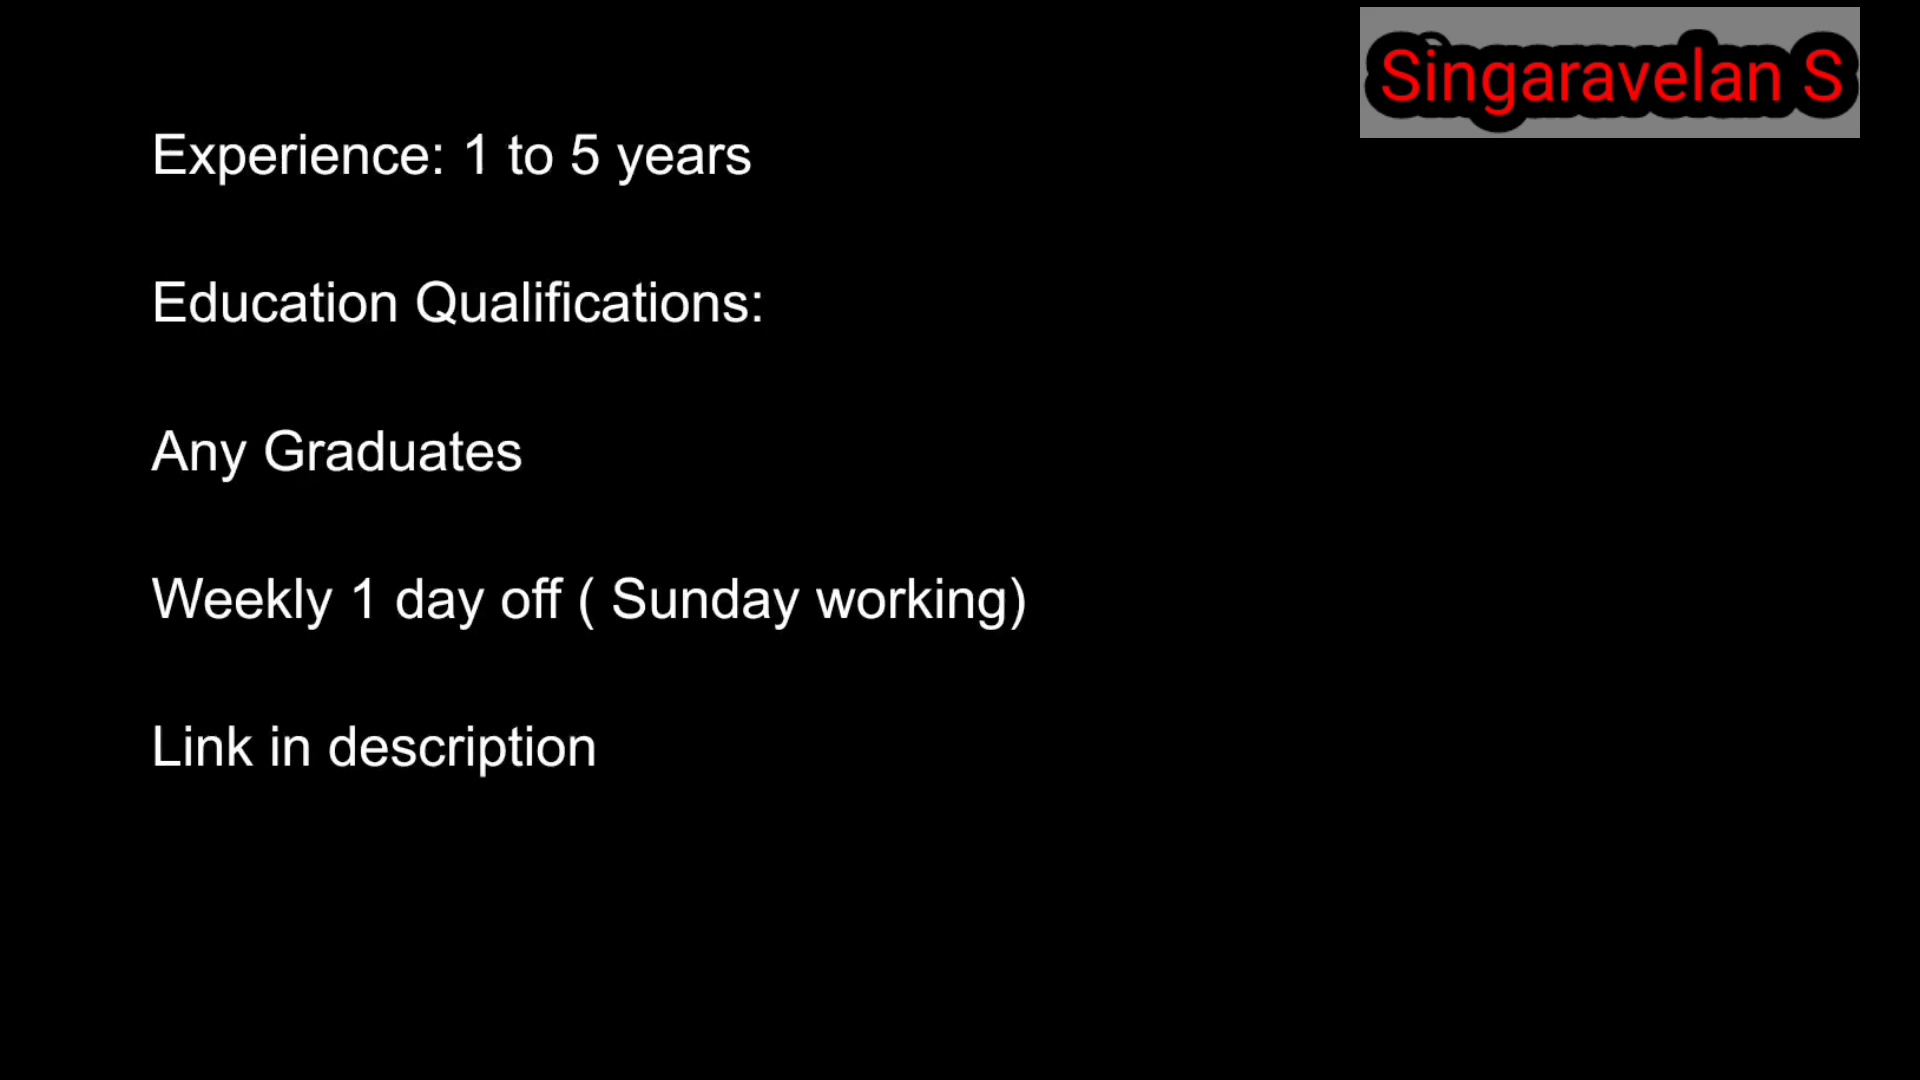 Singaravelan S
Experience: 1 to 5 years
Education Qualifications:
Any Graduates
Weekly 1 day off ( Sunday working)
Link in description